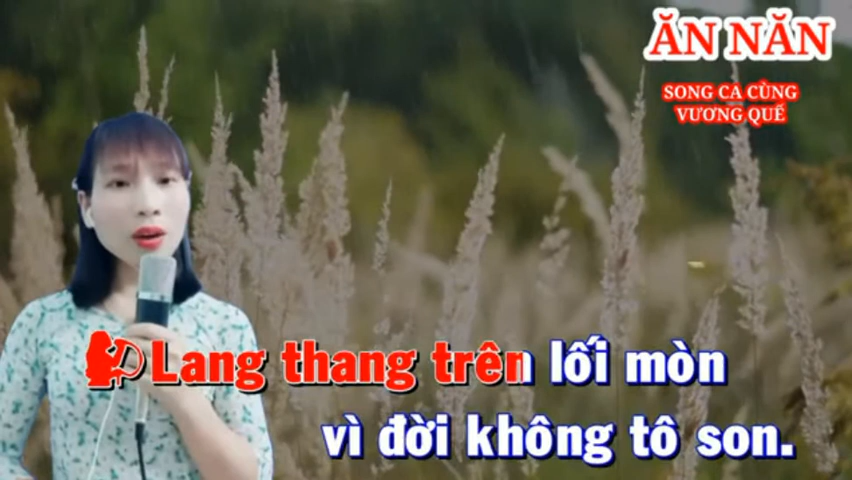 ĂN NĂN
SONG CA CÙNG
VƯƠNG QUẾ
Lang thang trên lối mòn
vì đời không tô son.